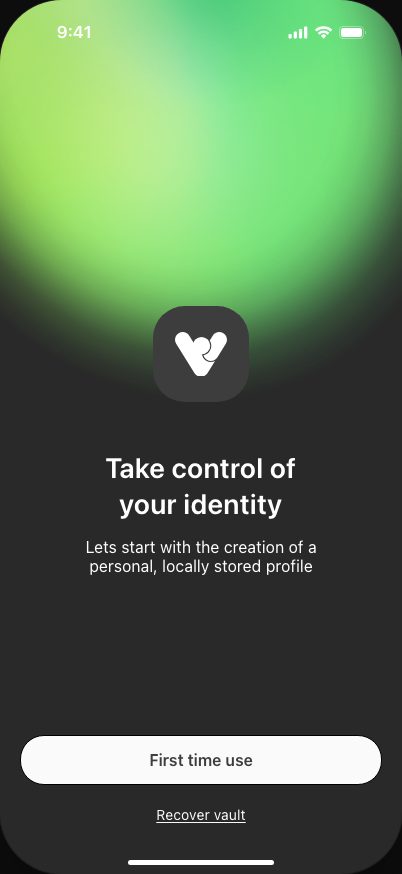 9:41
Take control of
your identity
Lets start with the creation of a
personal, locally stored profile
First time use
Recover vault